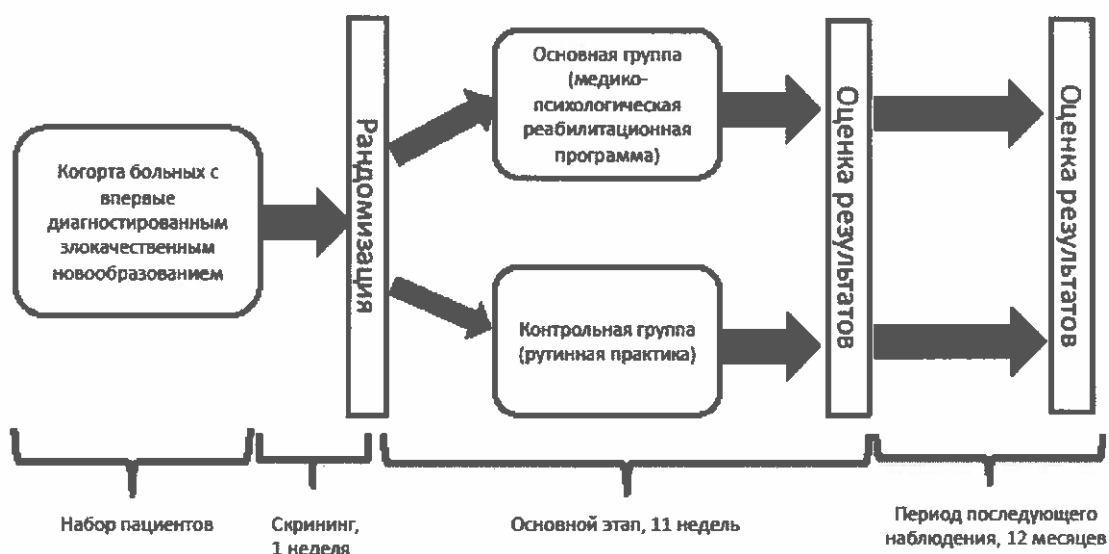 Когорта больных с
впервые
диагностированным
злокачественным
новообразованием
Рандомизация
Основная группа
(медико-
психологическая
реабилитационная
программа)
Контрольная группа
(рутинная практика)
Оценка результатов
Оценка результатов
Набор пациентов
Скрининг,
1 неделя
Основной этап, 11 недель
Период последующего
наблюдения, 12 месяцев